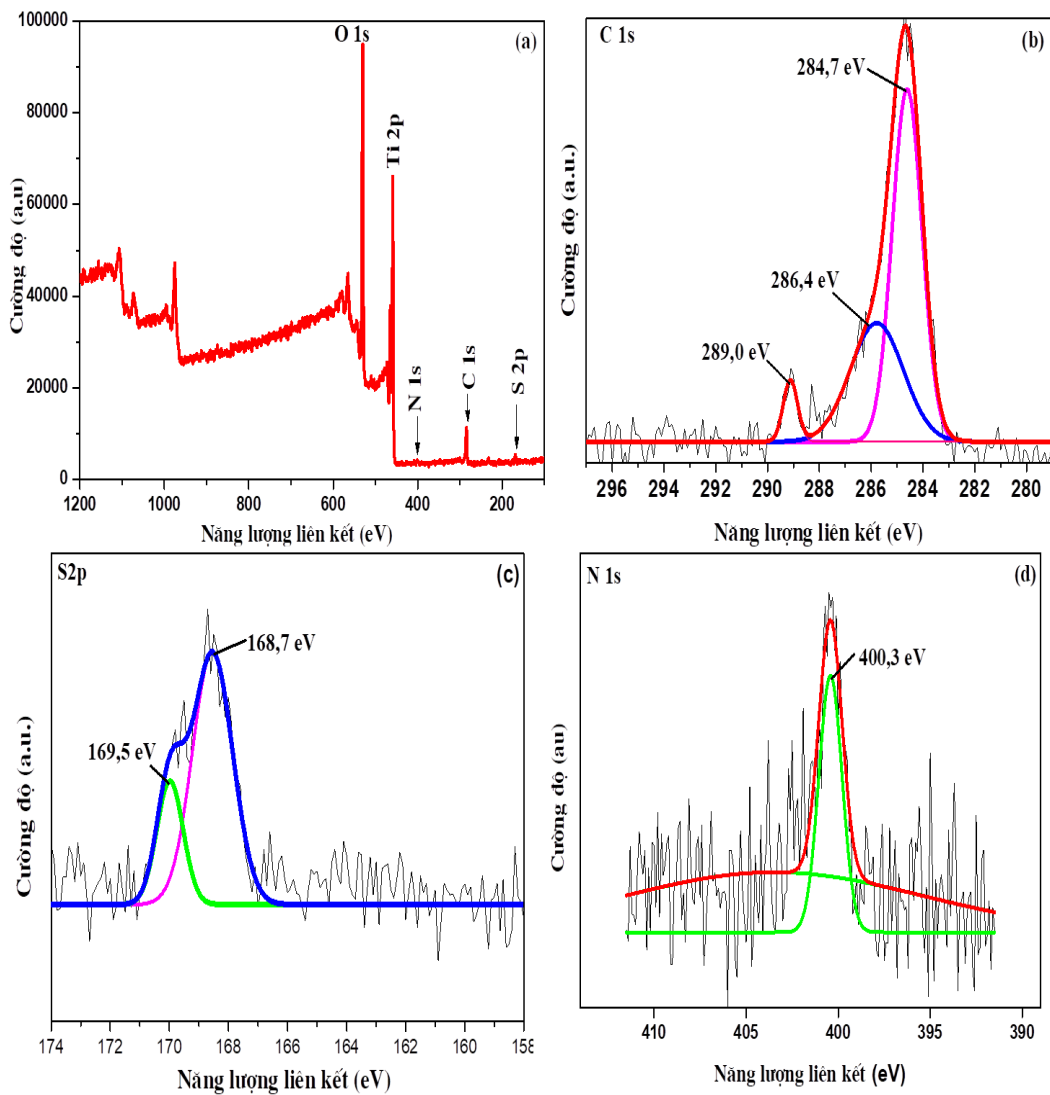 (a)
O 1s
Ti 2p
N 1s
C 1s
S 2p
100000
80000
60000
40000
20000
0
Cường độ (a.u)
1200 1000 800 600 400 200
Năng lượng liên kết (eV)
C 1s
(b)
284,7 eV
286,4 eV
289,0 eV
Cường độ (a.u.)
296 294 292 290 288 286 284 282 280
Năng lượng liên kết (eV)
S2p
(c)
168,7 eV
169,5 eV
Cường độ (a.u.)
174 172 170 168 166 164 162 160 158
Năng lượng liên kết (eV)
N 1s
(d)
400,3 eV
Cường độ (au)
410 405 400 395 390
Năng lượng liên kết (eV)